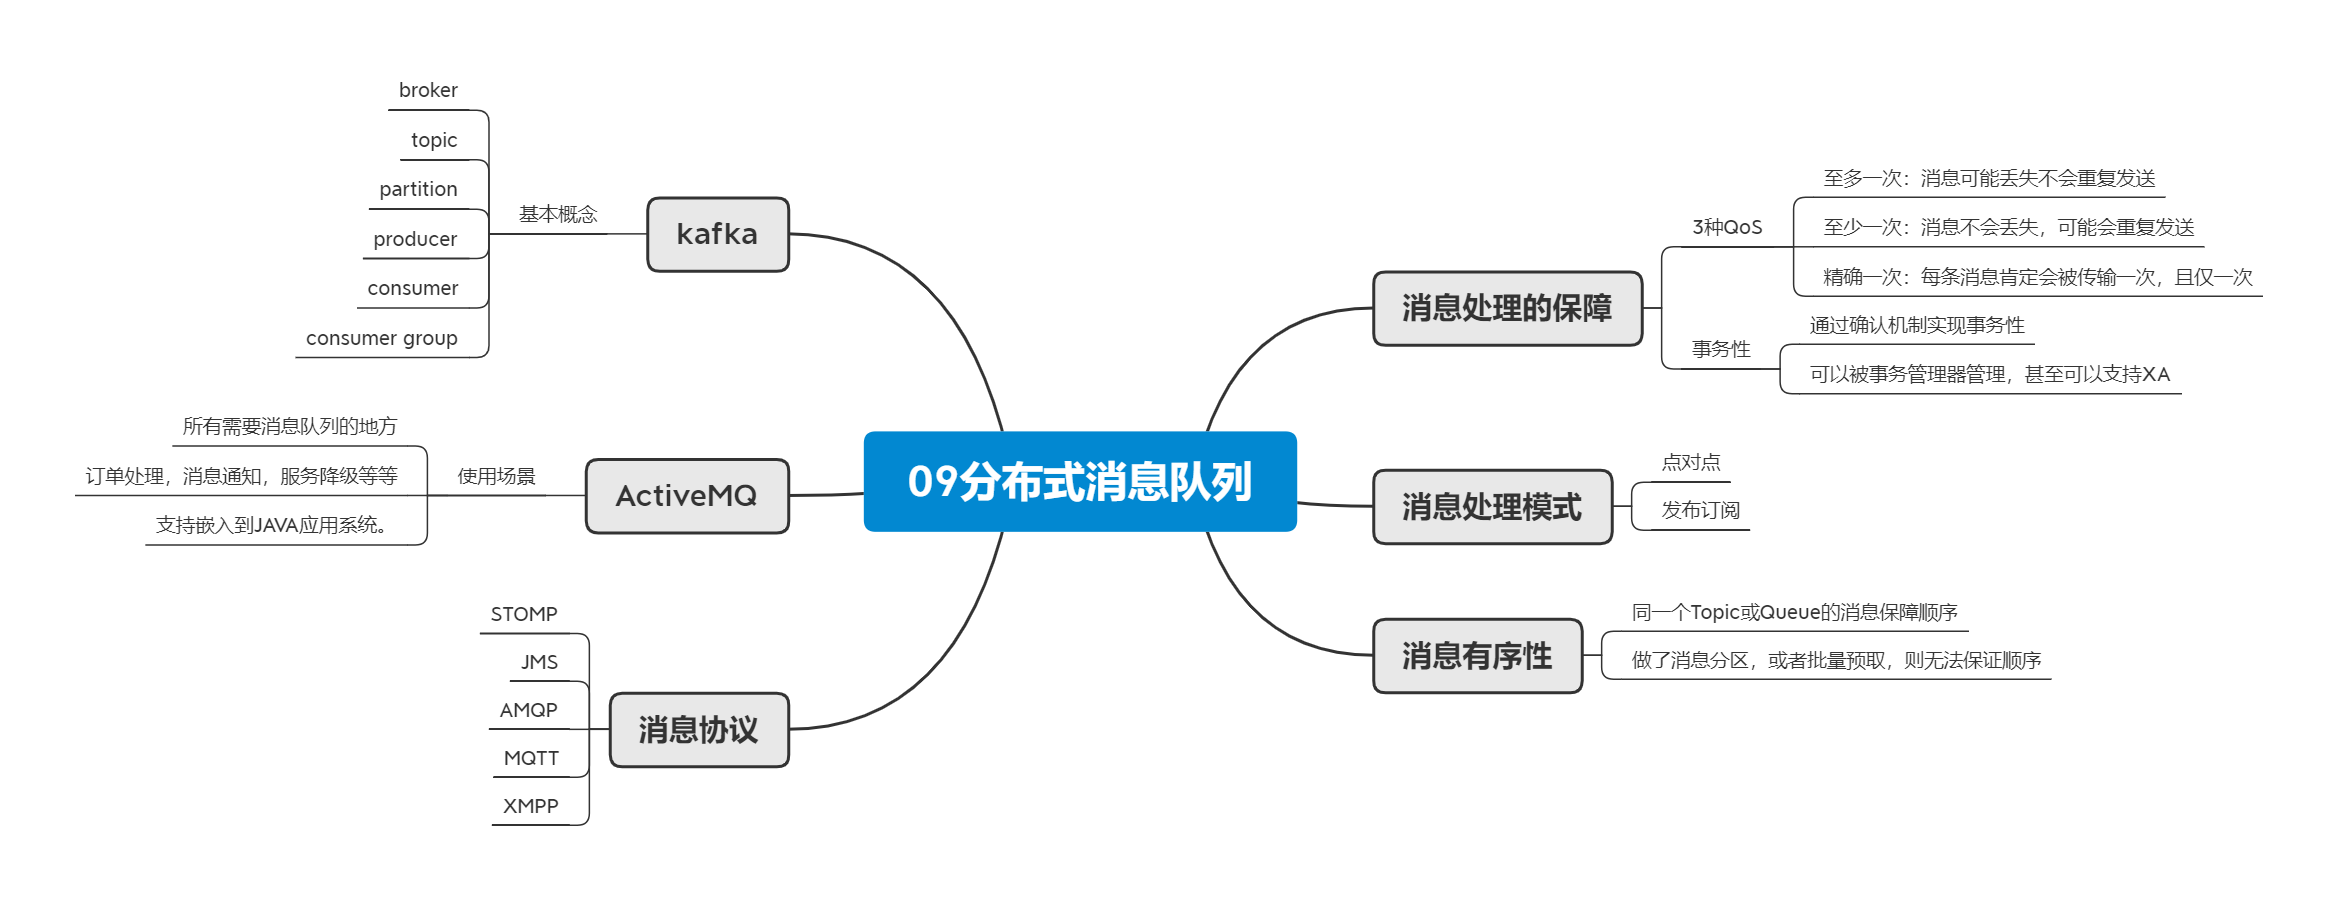 09分布式消息队列
消息处理的保障
3种QoS
至多一次：消息可能丢失不会重复发送
至少一次：消息不会丢失，可能会重复发送
精确一次：每条消息肯定会被传输一次，且仅一次
事务性
通过确认机制实现事务性
可以被事务管理器管理，甚至可以支持XA
消息处理模式
点对点
发布订阅
消息有序性
同一个Topic或Queue的消息保障顺序
做了消息分区，或者批量预取，则无法保证顺序
kafka
基本概念
broker
topic
partition
producer
consumer
consumer group
ActiveMQ
使用场景
所有需要消息队列的地方
订单处理，消息通知，服务降级等等
支持嵌入到JAVA应用系统。
消息协议
STOMP
JMS
AMQP
MQTT
XMPP